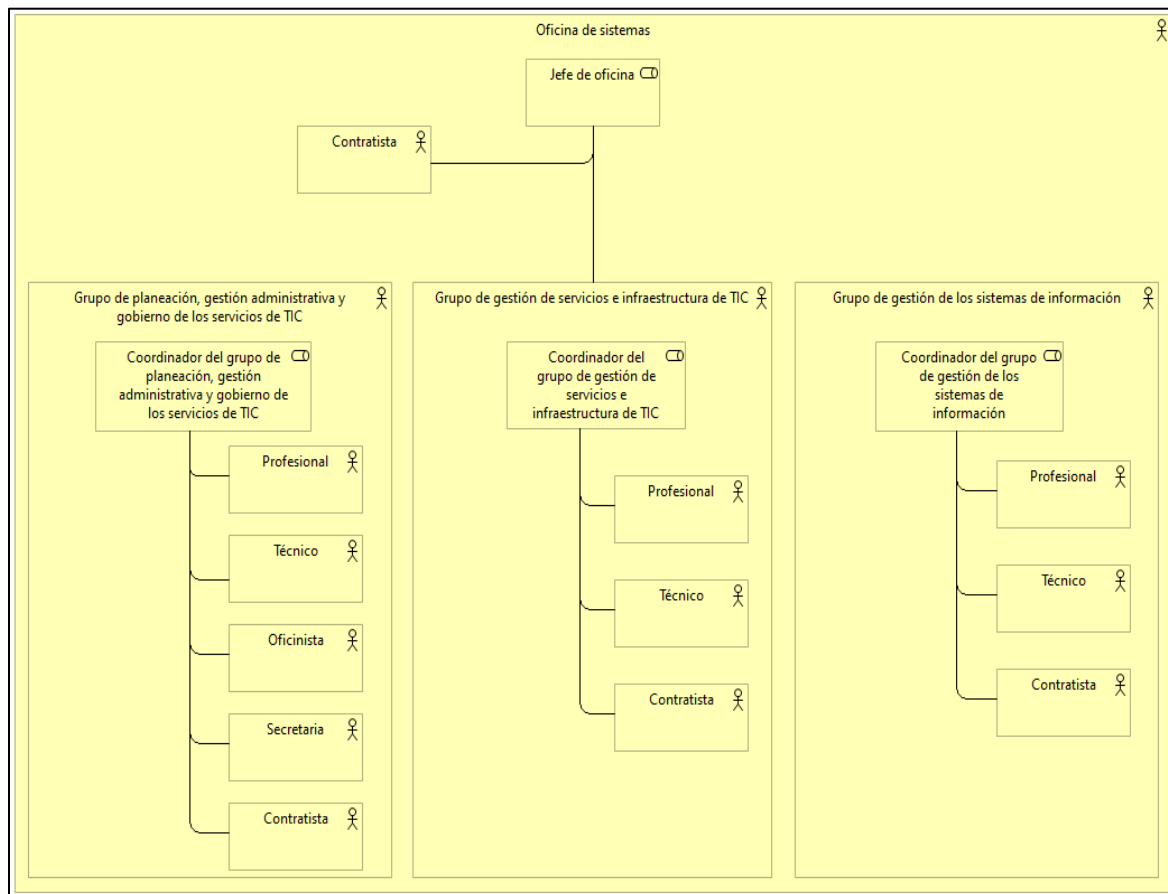 Oficina de sistemas
Jefe de oficina
Contratista
Grupo de planeación, gestión administrativa y
gobierno de los servicios de TIC
Coordinador del grupo de
planeación, gestión
administrativa y gobierno de
los servicios de TIC
Profesional
Técnico
Oficinista
Secretaria
Contratista
Grupo de gestión de servicios e infraestructura de TIC
Coordinador del
grupo de gestión de
servicios e
infraestructura de TIC
Profesional
Técnico
Contratista
Grupo de gestión de los sistemas de información
Coordinador del grupo
de gestión de los
sistemas de
información
Profesional
Técnico
Contratista